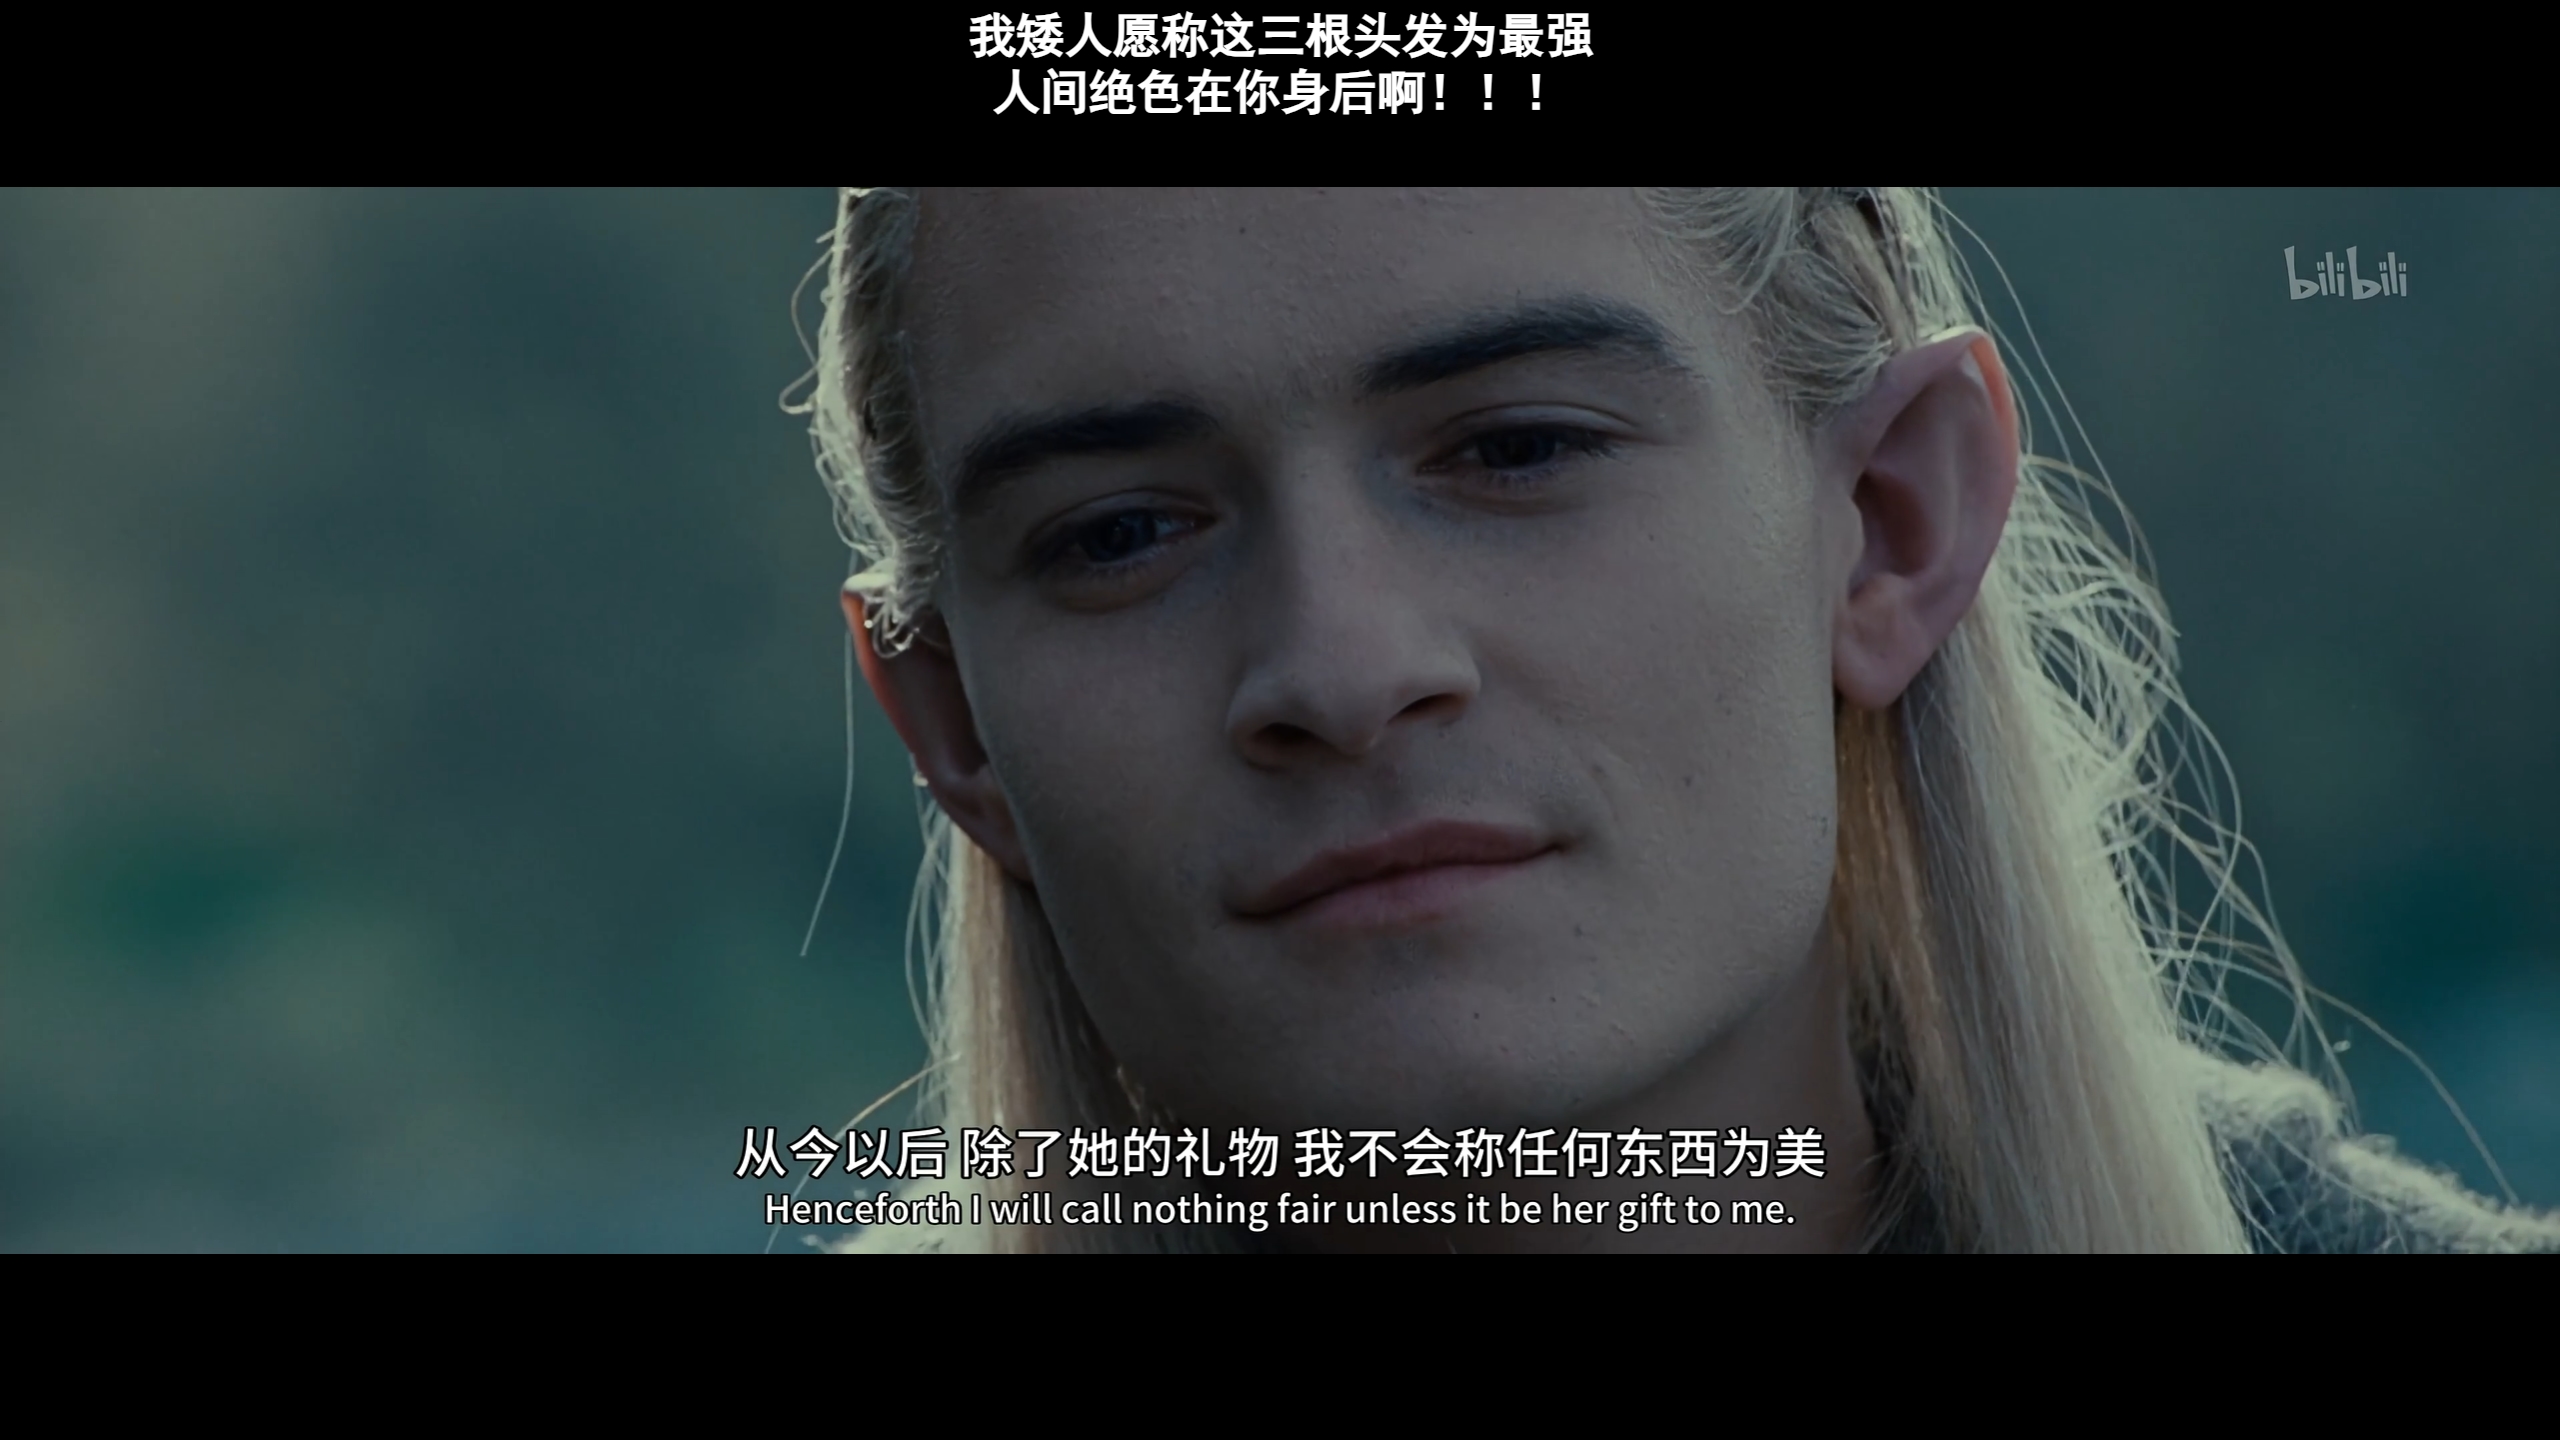 我矮人愿称这三根头发为最强
人间绝色在你身后啊！！！
bilibili
从今以后 除了她的礼物 我不会称任何东西为美
Henceforth I will call nothing fair unless it be her gift to me.